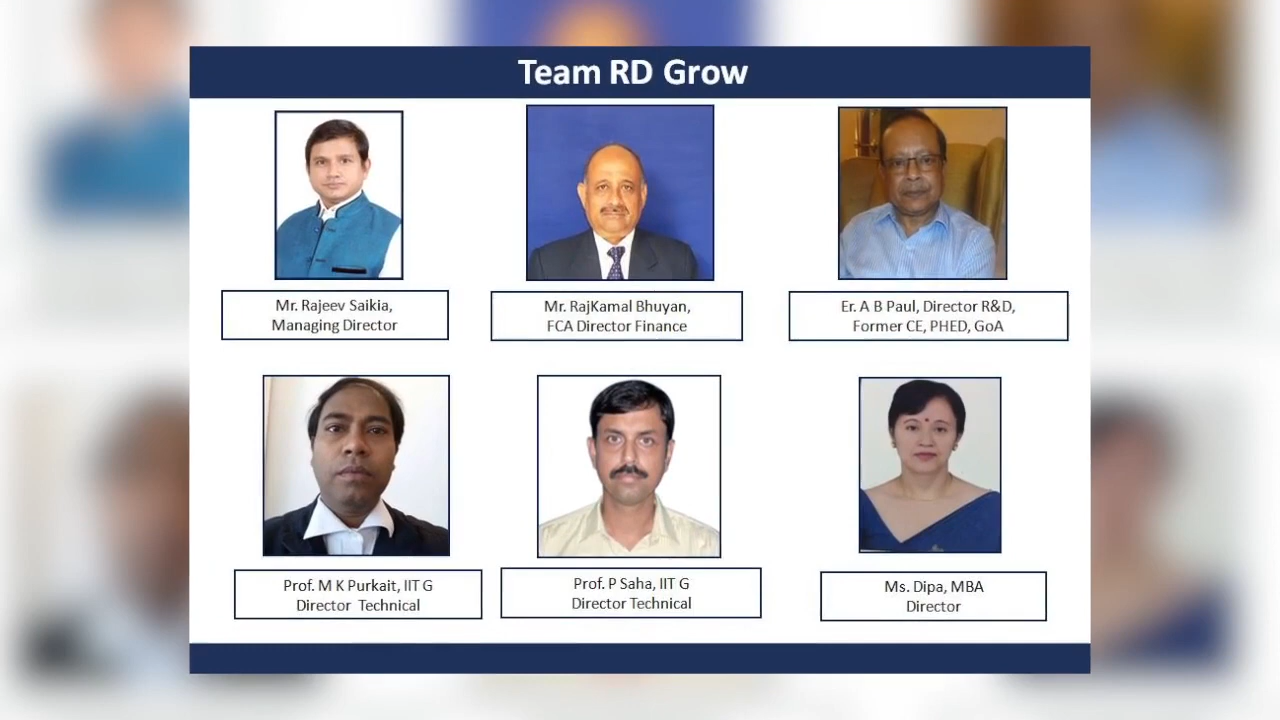 Team RD Grow
Mr. Rajeev Saikia,
Managing Director
Mr. RajKamal Bhuyan,
FCA Director Finance
Er. A B Paul, Director R&D,
Former CE, PHED, GoA
Prof. M K Purkait, IIT G
Director Technical
Prof. P Saha, IIT G
Director Technical
Ms. Dipa, MBA
Director